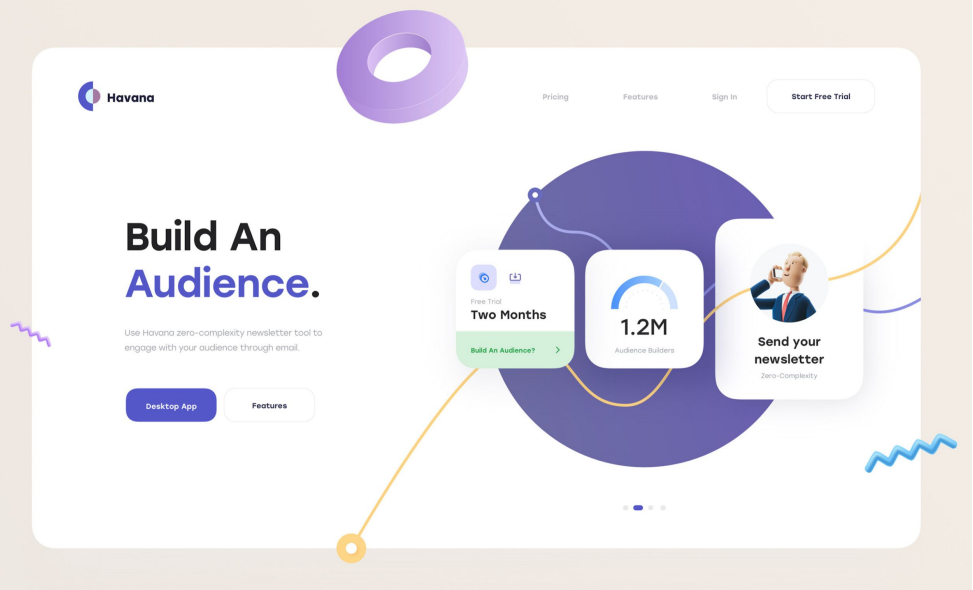 Havana
Pricing
Features
Sign In
Start Free Trial
Build An
Audience.
Use Havana zero-complexity newsletter tool to
engage with your audience through email.
Desktop App
Features
Free Trial
Two Months
Build An Audience?
1.2M
Audience Builders
Send your
newsletter
Zero-Complexity